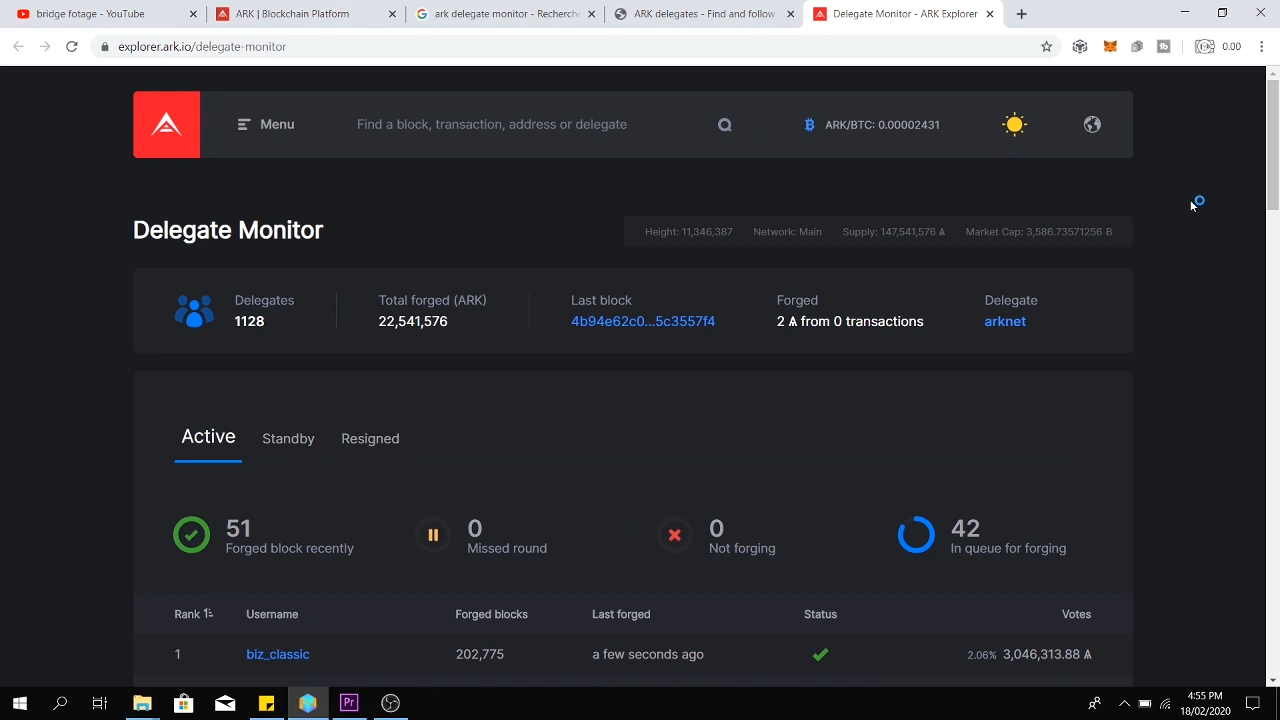 bridge fotage - YouTube
ARK | Blockchain Platform
ark delegate monitor - Recherche
ARK delegates - Find and follow
Delegate Monitor - ARK Explorer
explorer.ark.io/delegate-monitor
0.00
Menu
Find a block, transaction, address or delegate
ARK/BTC: 0.00002431
Delegate Monitor
Height: 11,346,387 Network: Main Supply: 147,541,576 Ѧ Market Cap: 3,586.73571256 Ƀ
Delegates Total forged (ARK) Last block Forged Delegate
1128 22,541,576 4b94e62c0...5c3557f4 2 Ѧ from 0 transactions arknet
Active Standby Resigned
51 0 0 42
Forged block recently Missed round Not forging In queue for forging
Rank Username Forged blocks Last forged Status Votes
1 biz_classic 202,775 a few seconds ago 2.06% 3,046,313.88 Ѧ
Pr
4:55 PM
18/02/2020